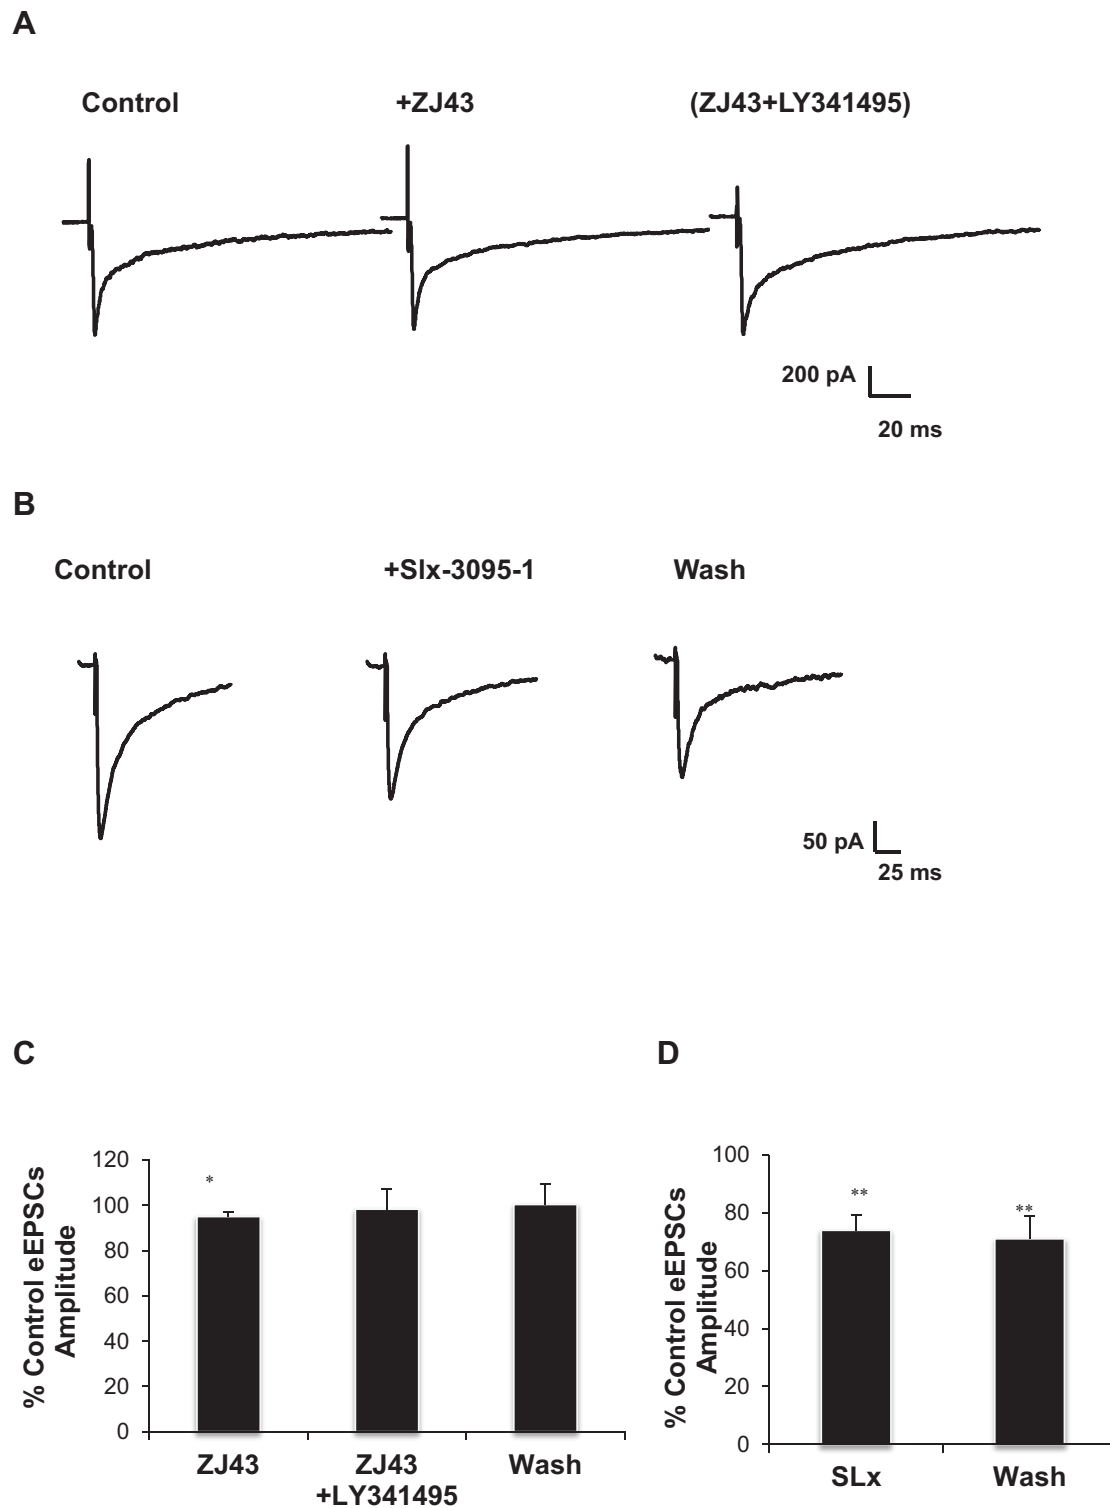 A
Control
+ZJ43
(ZJ43+LY341495)
200 pA
20 ms
B
Control
+Slx-3095-1
Wash
50 pA
25 ms
C
% Control eEPSCs
Amplitude
120
100
80
60
40
20
0
*
ZJ43
ZJ43
+LY341495
Wash
D
% Control eEPSCs
Amplitude
100
80
60
40
20
0
**
**
SLx
Wash